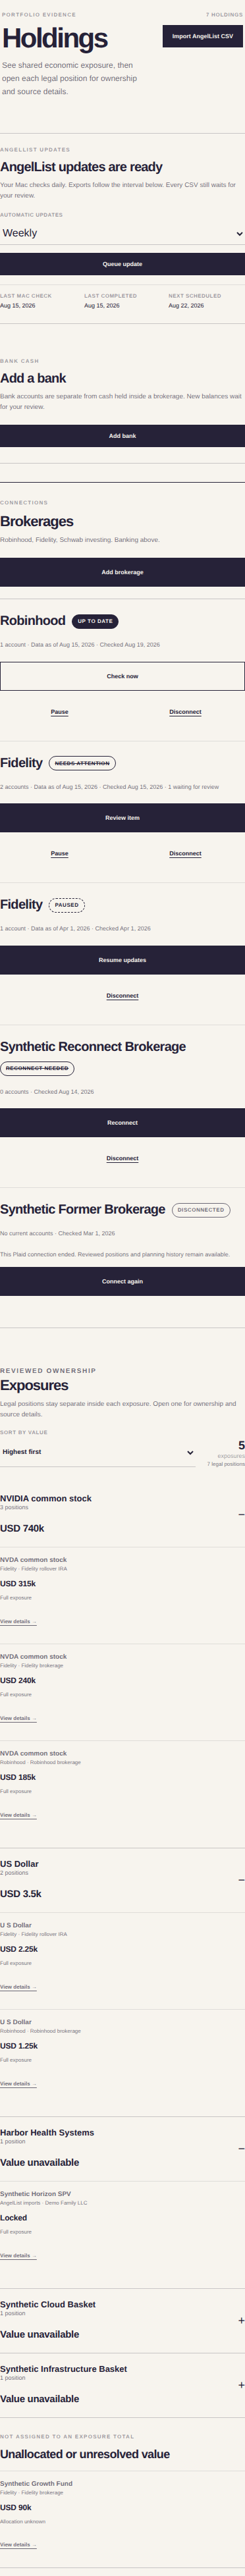 PORTFOLIO EVIDENCE
7 HOLDINGS
Holdings
Import AngelList CSV
See shared economic exposure, then
open each legal position for ownership
and source details.
ANGELLIST UPDATES
AngelList updates are ready
Your Mac checks daily. Exports follow the interval below. Every CSV still waits for
your review.
AUTOMATIC UPDATES
Weekly
Queue update
LAST MAC CHECK
Aug 15, 2026
LAST COMPLETED
Aug 15, 2026
NEXT SCHEDULED
Aug 22, 2026
BANK CASH
Add a bank
Bank accounts are separate from cash held inside a brokerage. New balances wait
for your review.
Add bank
CONNECTIONS
Brokerages
Robinhood, Fidelity, Schwab investing. Banking above.
Add brokerage
Robinhood UP TO DATE
1 account · Data as of Aug 15, 2026 · Checked Aug 19, 2026
Check now
Pause
Disconnect
Fidelity NEEDS ATTENTION
2 accounts · Data as of Aug 15, 2026 · Checked Aug 15, 2026 · 1 waiting for review
Review item
Pause
Disconnect
Fidelity PAUSED
1 account · Data as of Apr 1, 2026 · Checked Apr 1, 2026
Resume updates
Disconnect
Synthetic Reconnect Brokerage
RECONNECT NEEDED
0 accounts · Checked Aug 14, 2026
Reconnect
Disconnect
Synthetic Former Brokerage DISCONNECTED
No current accounts · Checked Mar 1, 2026
This Plaid connection ended. Reviewed positions and planning history remain available.
Connect again
REVIEWED OWNERSHIP
Exposures
Legal positions stay separate inside each exposure. Open one for ownership and
source details.
SORT BY VALUE
Highest first
5
exposures
7 legal positions
NVIDIA common stock
3 positions
USD 740k
−
NVDA common stock
Fidelity · Fidelity rollover IRA
USD 315k
Full exposure
View details →
NVDA common stock
Fidelity · Fidelity brokerage
USD 240k
Full exposure
View details →
NVDA common stock
Robinhood · Robinhood brokerage
USD 185k
Full exposure
View details →
US Dollar
2 positions
USD 3.5k
−
U S Dollar
Fidelity · Fidelity rollover IRA
USD 2.25k
Full exposure
View details →
U S Dollar
Robinhood · Robinhood brokerage
USD 1.25k
Full exposure
View details →
Harbor Health Systems
1 position
Value unavailable
−
Synthetic Horizon SPV
AngelList imports · Demo Family LLC
Locked
Full exposure
View details →
Synthetic Cloud Basket
1 position
Value unavailable
+
Synthetic Infrastructure Basket
1 position
Value unavailable
+
NOT ASSIGNED TO AN EXPOSURE TOTAL
Unallocated or unresolved value
Synthetic Growth Fund
Fidelity · Fidelity brokerage
USD 90k
Allocation unknown
View details →